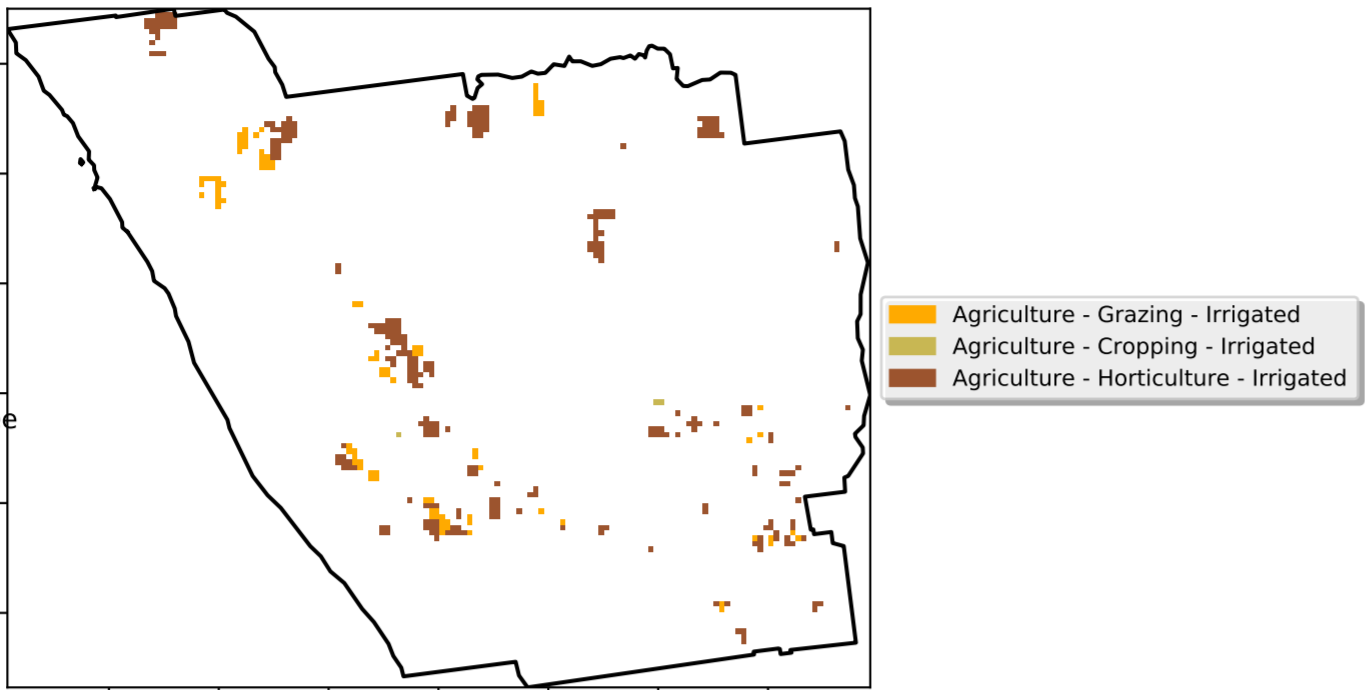 Agriculture - Grazing - Irrigated
Agriculture - Cropping - Irrigated
Agriculture - Horticulture - Irrigated
e